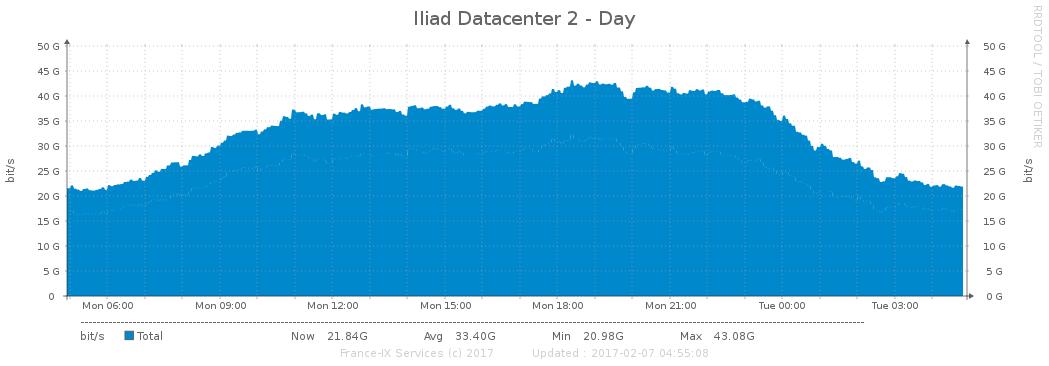 Iliad Datacenter 2 - Day
RRDTOOL / TOBI OETIKER
50 G 50 G
45 G 45 G
40 G 40 G
35 G 35 G
30 G 30 G
25 G 25 G
20 G 20 G
15 G 15 G
10 G 10 G
5 G 5 G
0 0 G
bit/s bit/s
Mon 06:00 Mon 09:00 Mon 12:00 Mon 15:00 Mon 18:00 Mon 21:00 Tue 00:00 Tue 03:00
bit/s Total Now 21.84G Avg 33.40G Min 20.98G Max 43.08G
France-IX Services (c) 2017 Updated : 2017-02-07 04:55:08